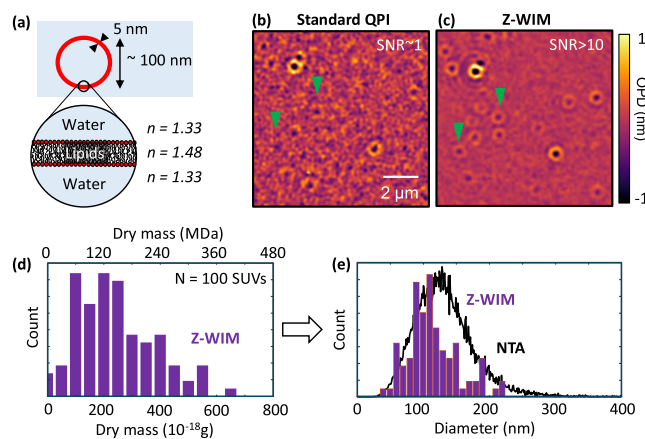 (a)
5 nm
~ 100 nm
Water
Lipids
Water
n = 1.33
n = 1.48
n = 1.33
(b) Standard QPI
SNR~1
2 μm
(c) Z-WIM
SNR>10
1
OPD (nm)
-1
Dry mass (MDa)
0 120 240 360 480
(d) N = 100 SUVs
Z-WIM
Count
0 200 400 600 800
Dry mass (10-18g)
(e)
Z-WIM
NTA
Count
0 100 200 300 400
Diameter (nm)